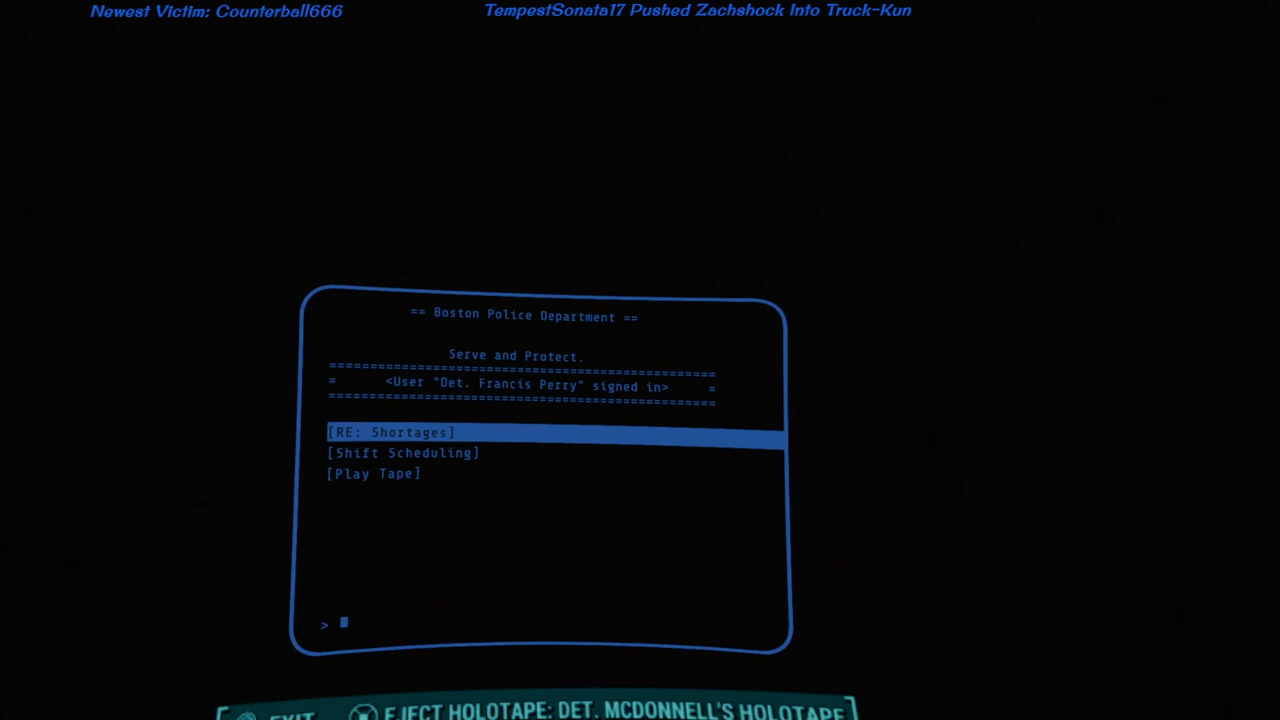 Newest Victim: Counterball666
TempestSonata17 Pushed Zachshock Into Truck-Kun
== Boston Police Department ==
Serve and Protect.
===============================================
= <User "Det. Francis Perry" signed in> =
===============================================
[RE: Shortages]
[Shift Scheduling]
[Play Tape]
>
EXIT
EJECT HOLOTAPE: DET. MCDONNELL'S HOLOTAPE